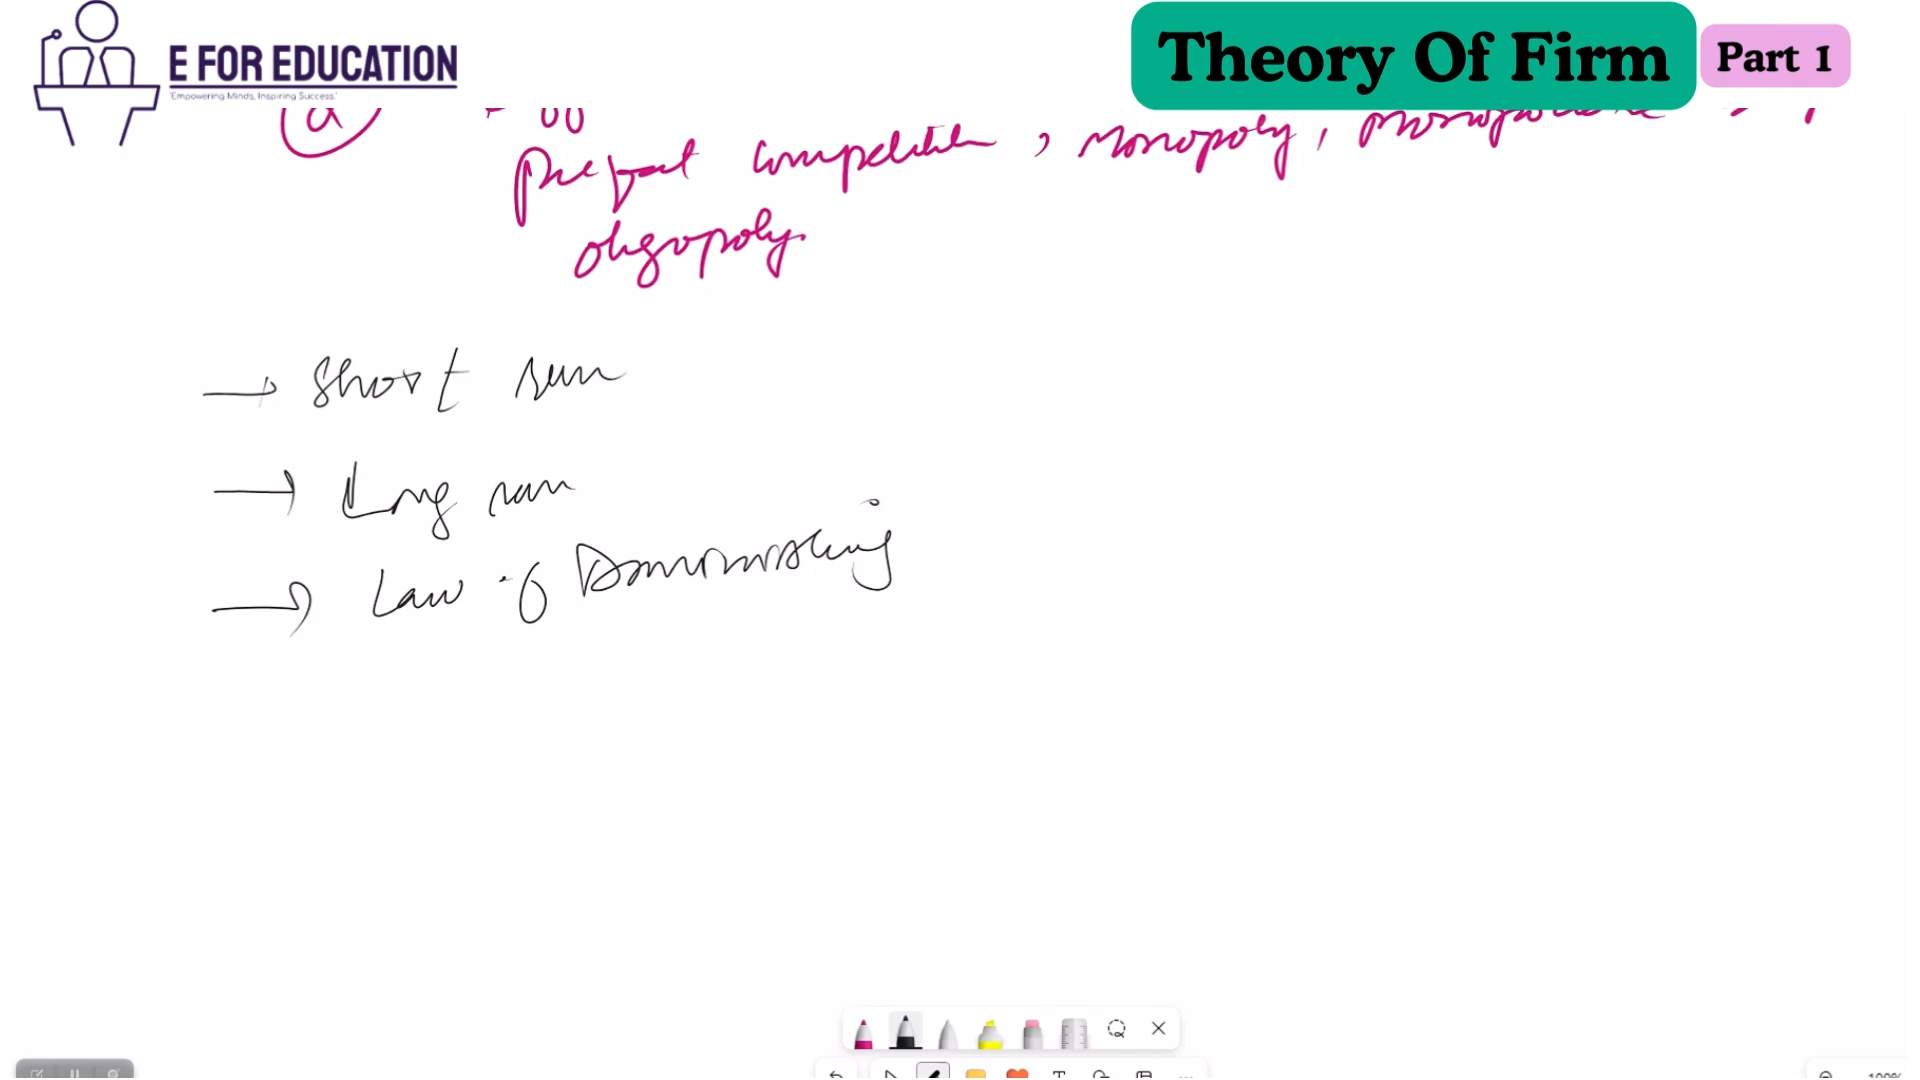 E FOR EDUCATION
"Empowering Minds, Inspiring Success."
Theory Of Firm
Part 1
a
Perfect competition, Monopoly,
oligopoly.
→ Short run
→ Long run
→ Law of Diminishing
T
100%